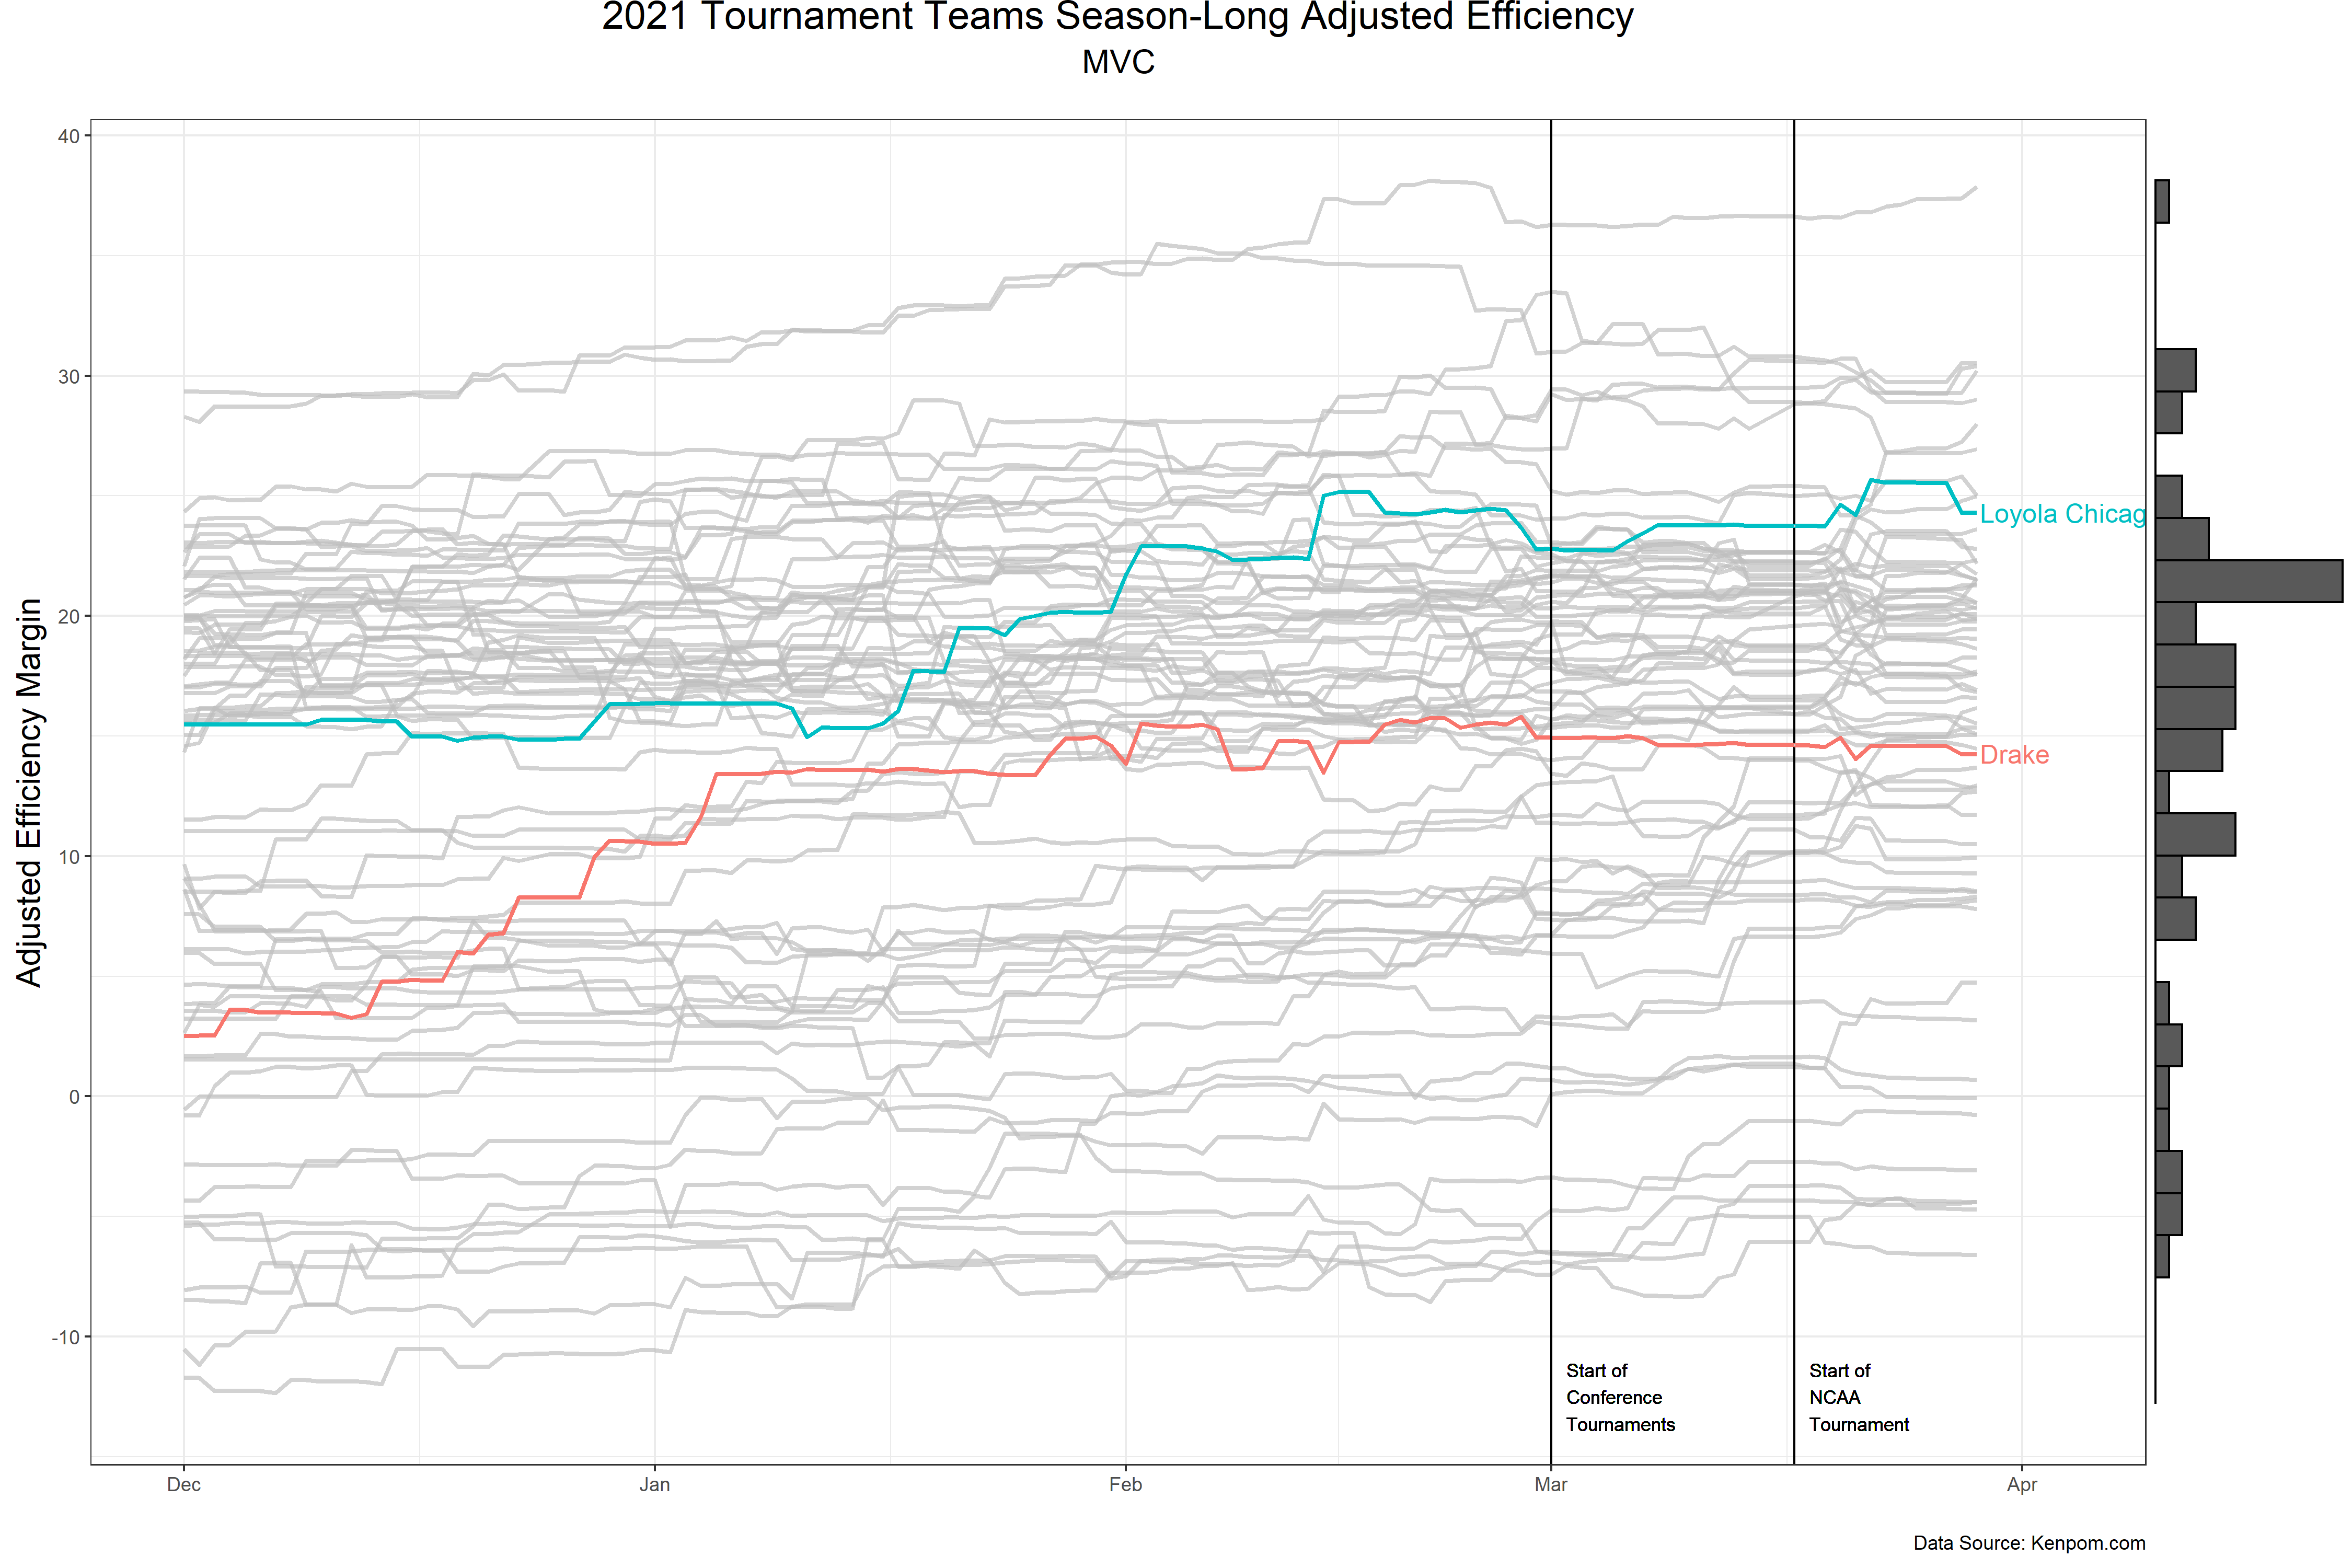 2021 Tournament Teams Season-Long Adjusted Efficiency
MVC
Adjusted Efficiency Margin
40
30
20
10
0
-10
Loyola Chicag
Drake
Start of
Conference
Tournaments
Start of
NCAA
Tournament
Dec
Jan
Feb
Mar
Apr
Data Source: Kenpom.com